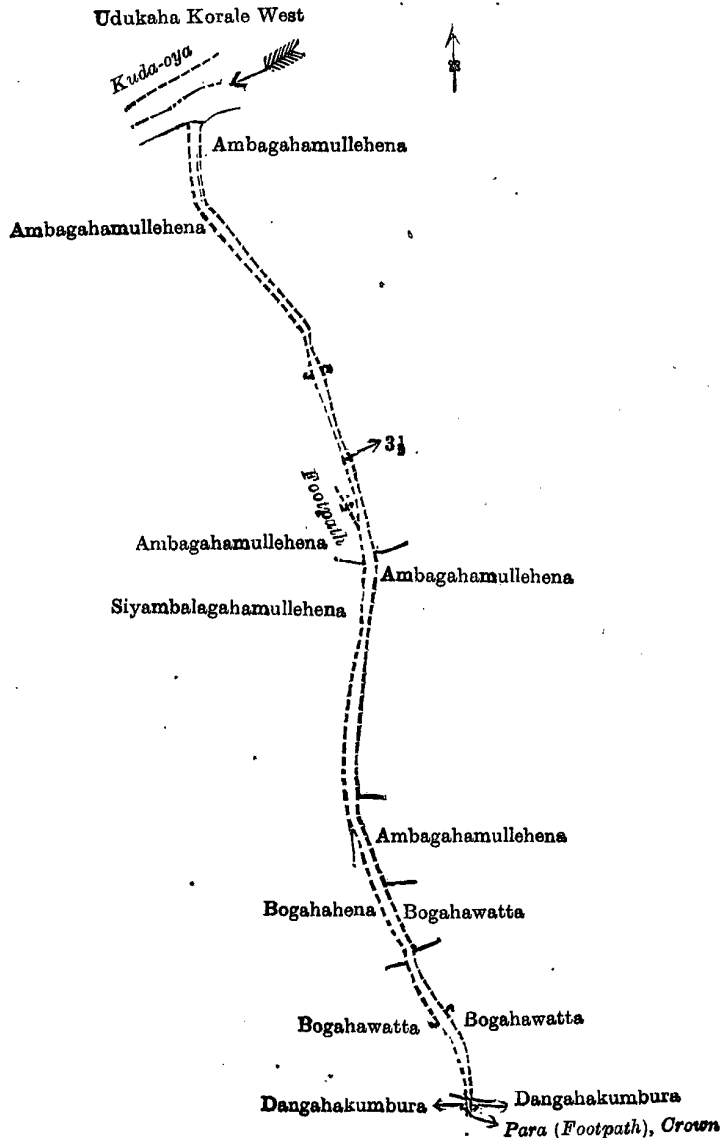 Udukaha Korale West
Kuda-oya
Ambagahamullehena
Ambagahamullehena
3½
Footpath
Ambagahamullehena
Ambagahamullehena
Siyambalagahamullehena
Ambagahamullehena
Bogahahena
Bogahawatta
Bogahawatta
Bogahawatta
Dangahakumbura
Dangahakumbura
Para (Footpath), Crown